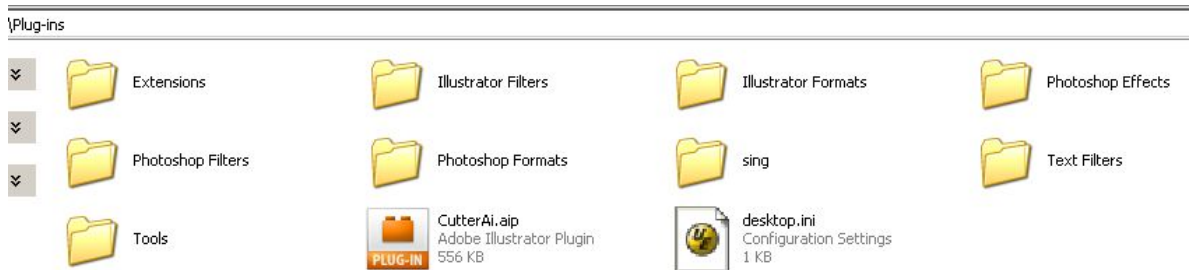 \Plug-ins
Extensions
Illustrator Filters
Illustrator Formats
Photoshop Effects
Photoshop Filters
Photoshop Formats
sing
Text Filters
Tools
PLUG-IN
CutterAi.aip
Adobe Illustrator Plugin
556 KB
UE
desktop.ini
Configuration Settings
1 KB